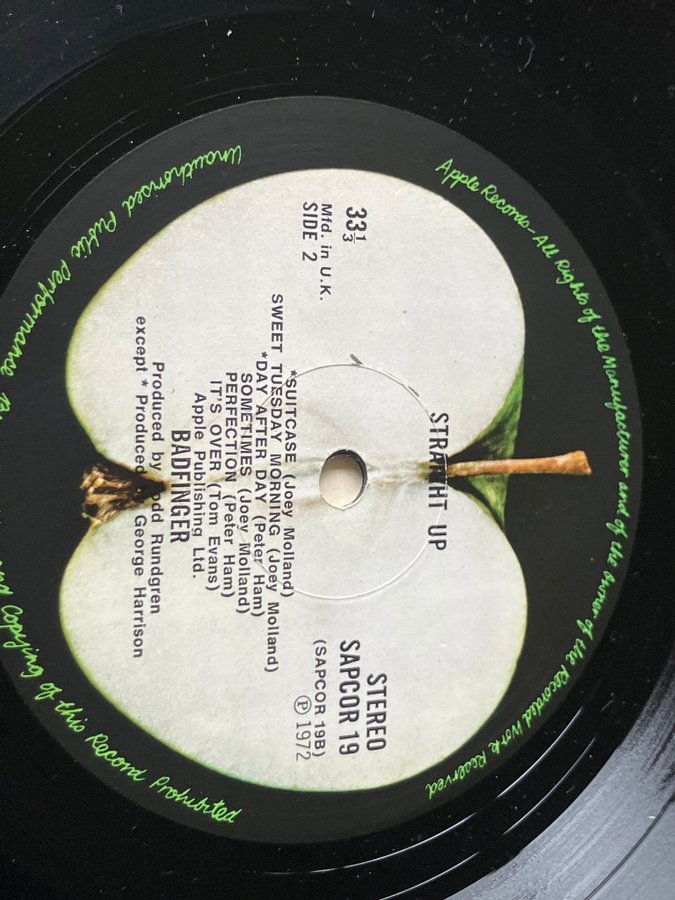 Apple Records - All Rights of the Manufacturer and of the Owner of the Recorded Work Reserved
Unauthorised Public Performance
and Copying of this Record Prohibited
STRAIGHT UP
33⅓
Mfd. in U.K.
SIDE 2
STEREO
SAPCOR 19
(SAPCOR 19B)
℗ 1972
*SUITCASE (Joey Molland)
SWEET TUESDAY MORNING (Joey Molland)
*DAY AFTER DAY (Peter Ham)
SOMETIMES (Joey Molland)
PERFECTION (Peter Ham)
IT'S OVER (Tom Evans)
Apple Publishing Ltd.
BADFINGER
Produced by Todd Rundgren
except * Produced George Harrison